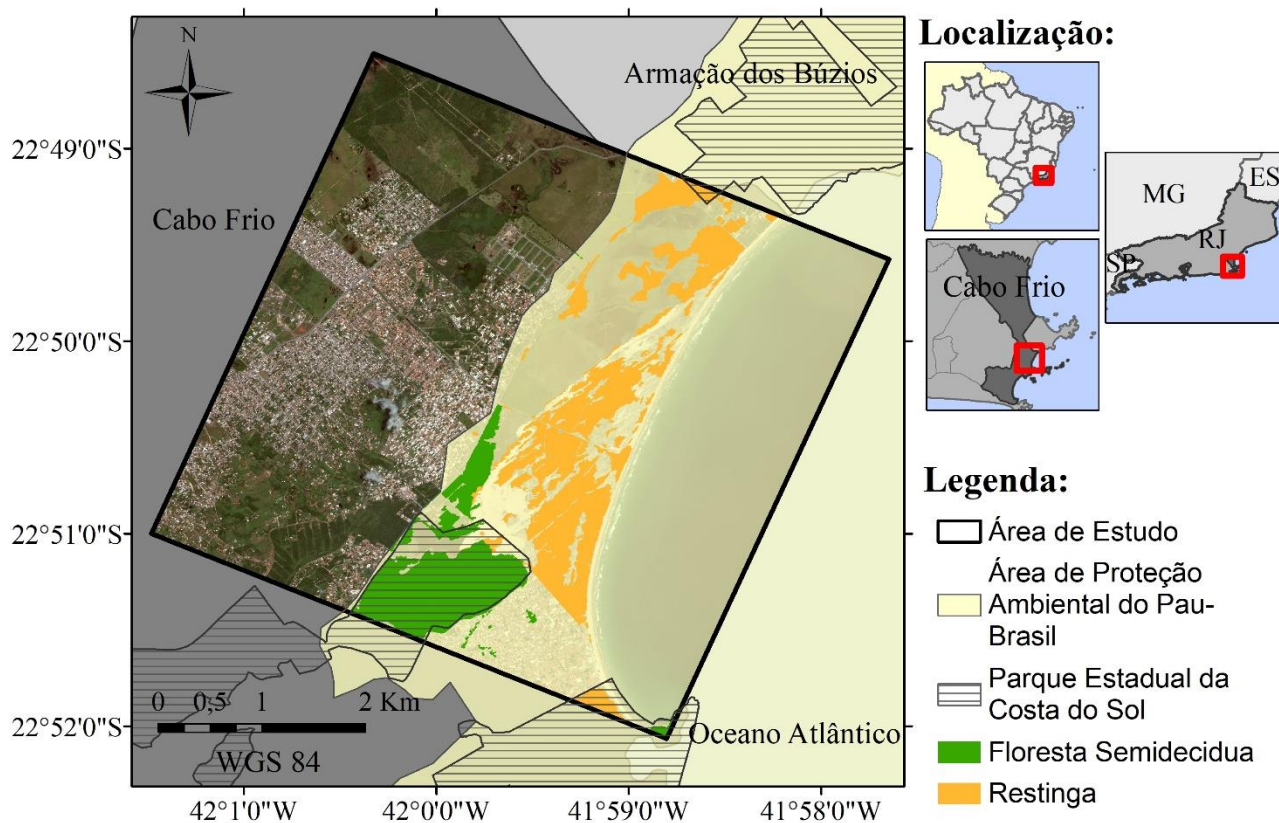 N
Armação dos Búzios
Cabo Frio
22°49'0"S
22°50'0"S
22°51'0"S
22°52'0"S
0 0,5 1 2 Km
WGS 84
Oceano Atlântico
42°1'0"W 42°0'0"W 41°59'0"W 41°58'0"W
Localização:
MG
ES
RJ
SP
Cabo Frio
Legenda:
Área de Estudo
Área de Proteção
Ambiental do Pau-
Brasil
Parque Estadual da
Costa do Sol
Floresta Semidecidua
Restinga